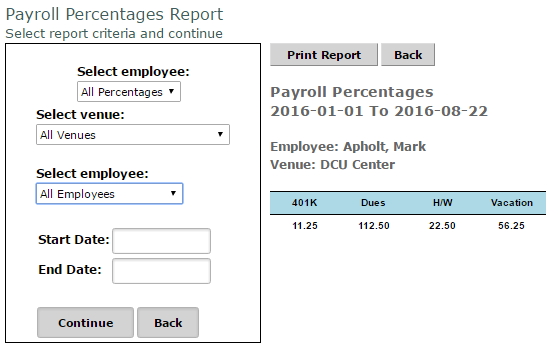 Payroll Percentages Report
Select report criteria and continue
Select employee:
All Percentages
Select venue:
All Venues
Select employee:
All Employees
Start Date:
End Date:
Continue Back
Print Report Back
Payroll Percentages
2016-01-01 To 2016-08-22
Employee: Apholt, Mark
Venue: DCU Center
401K Dues H/W Vacation
11.25 112.50 22.50 56.25